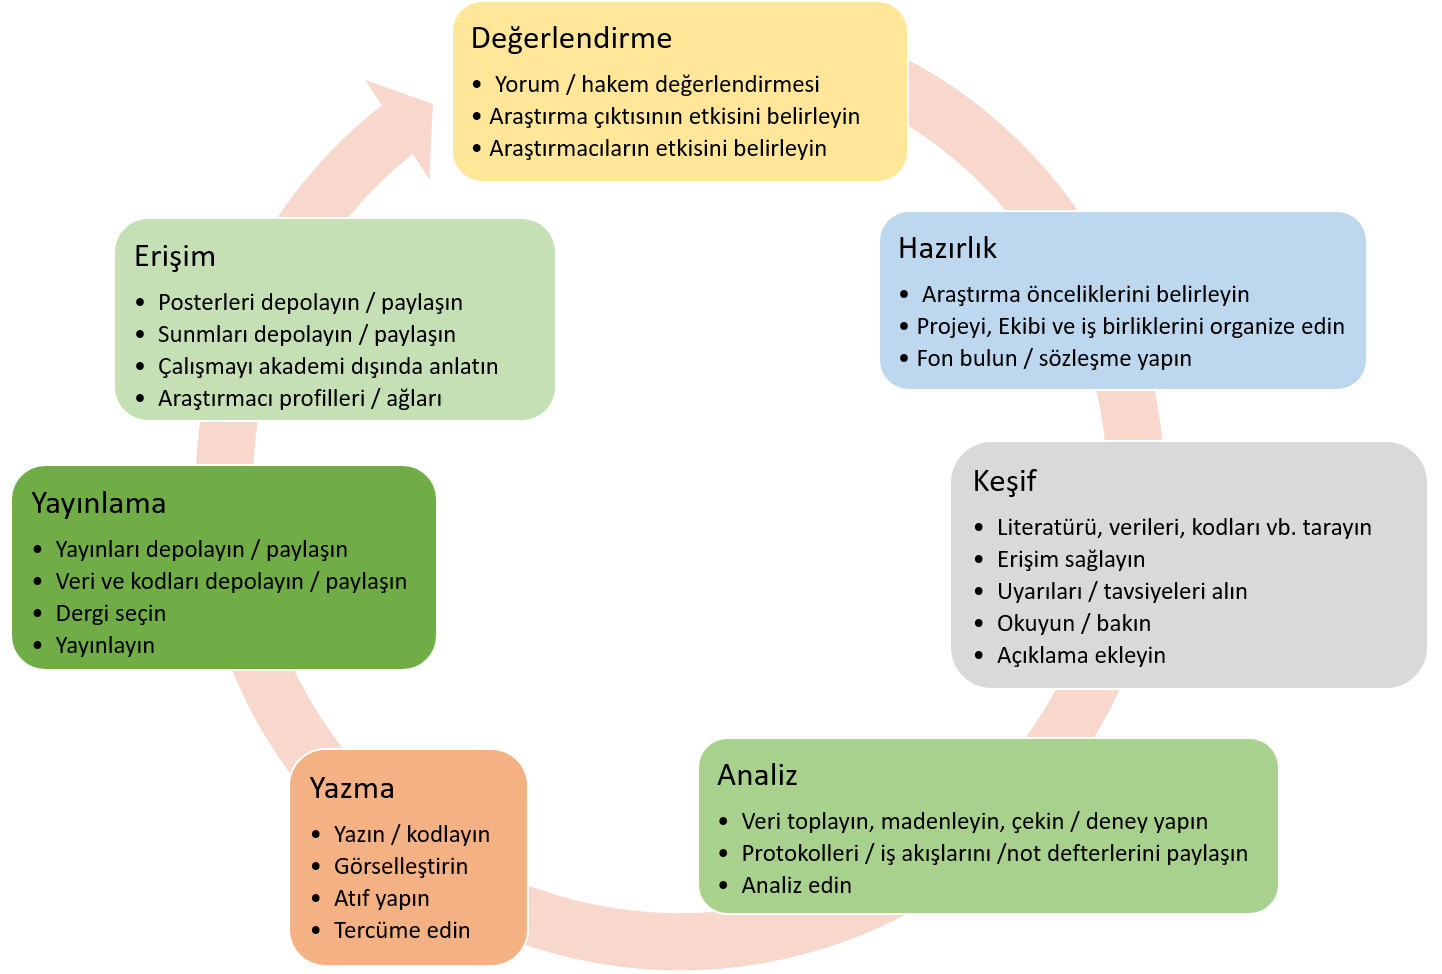 Değerlendirme
• Yorum / hakem değerlendirmesi
• Araştırma çıktısının etkisini belirleyin
• Araştırmacıların etkisini belirleyin
Hazırlık
• Araştırma önceliklerini belirleyin
• Projeyi, Ekibi ve iş birliklerini organize edin
• Fon bulun / sözleşme yapın
Keşif
• Literatürü, verileri, kodları vb. tarayın
• Erişim sağlayın
• Uyarıları / tavsiyeleri alın
• Okuyun / bakın
• Açıklama ekleyin
Analiz
• Veri toplayın, madenleyin, çekin / deney yapın
• Protokolleri / iş akışlarını /not defterlerini paylaşın
• Analiz edin
Yazma
• Yazın / kodlayın
• Görselleştirin
• Atıf yapın
• Tercüme edin
Yayınlama
• Yayınları depolayın / paylaşın
• Veri ve kodları depolayın / paylaşın
• Dergi seçin
• Yayınlayın
Erişim
• Posterleri depolayın / paylaşın
• Sunmları depolayın / paylaşın
• Çalışmayı akademi dışında anlatın
• Araştırmacı profilleri / ağları